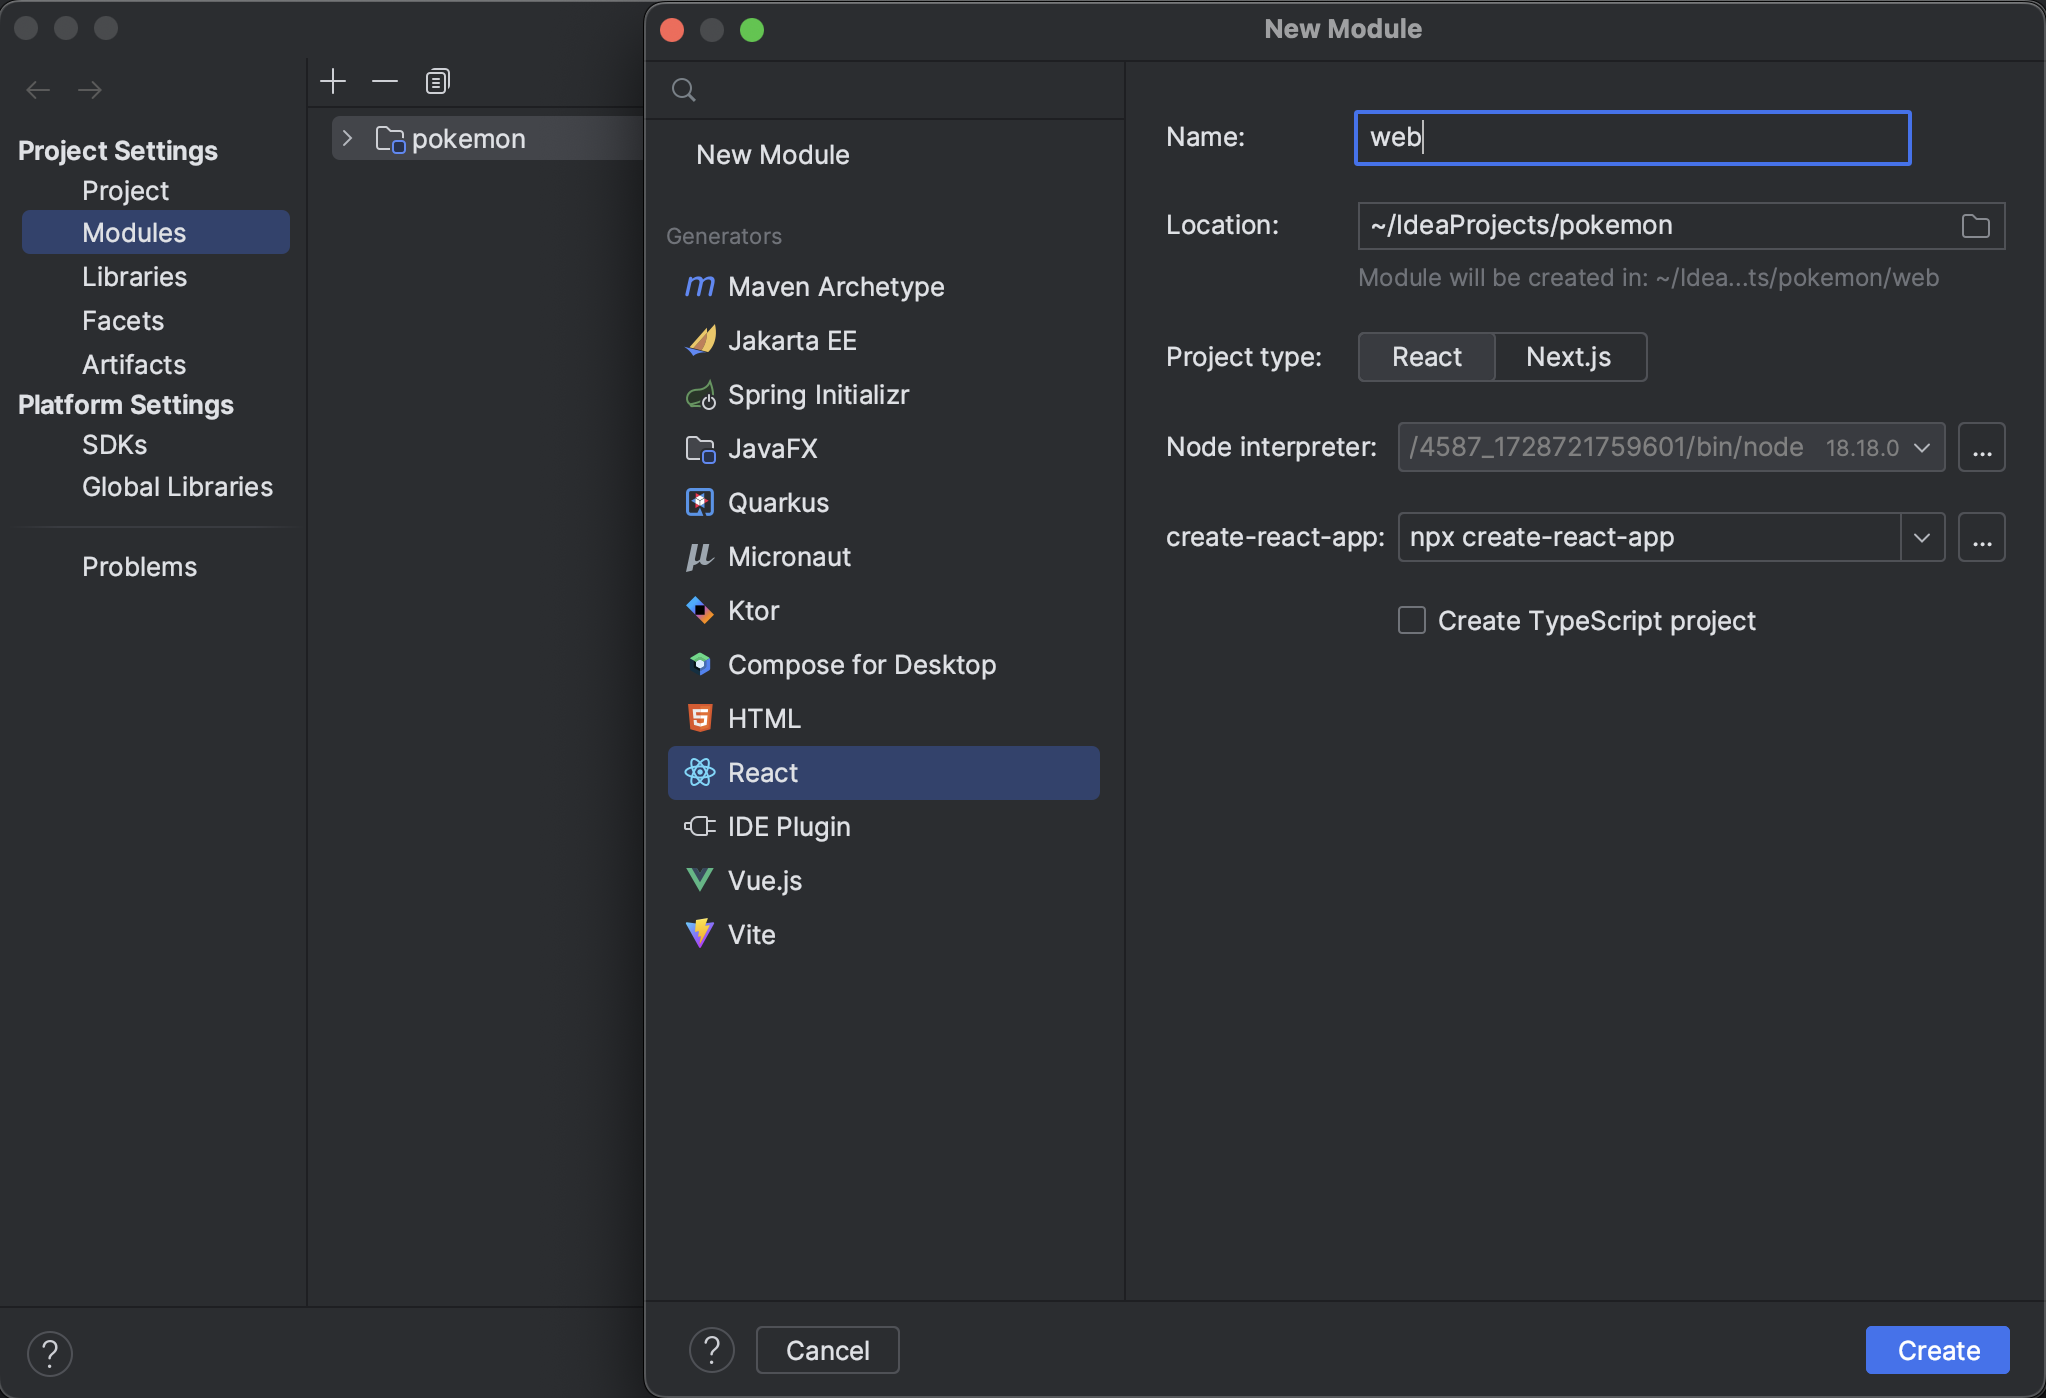 Project Settings
Project
Modules
Libraries
Facets
Artifacts
Platform Settings
SDKs
Global Libraries
Problems
?
pokemon
New Module
New Module
Generators
m Maven Archetype
Jakarta EE
Spring Initializr
JavaFX
Quarkus
μ Micronaut
Ktor
Compose for Desktop
5 HTML
React
IDE Plugin
Vue.js
Vite
Name: web
Location: ~/IdeaProjects/pokemon
Module will be created in: ~/Idea...ts/pokemon/web
Project type: React Next.js
Node interpreter: /4587_1728721759601/bin/node 18.18.0 ...
create-react-app: npx create-react-app ...
Create TypeScript project
? Cancel Create